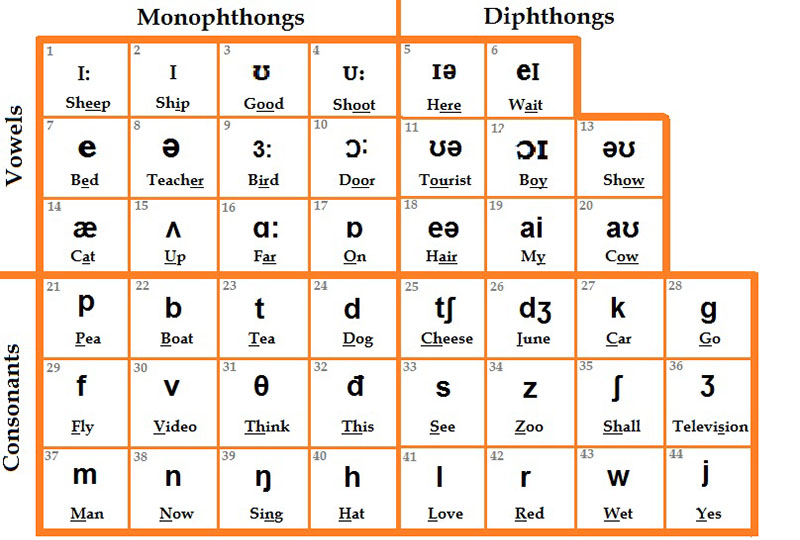 Monophthongs Diphthongs
Vowels
1 2 3 4 5 6
ɪ: ɪ ʊ ʊ: ɪə eɪ
Sheep Ship Good Shoot Here Wait
7 8 9 10 11 12 13
e ə ɜ: ɔ: ʊə ɔɪ əʊ
Bed Teacher Bird Door Tourist Boy Show
14 15 16 17 18 19 20
æ ʌ ɑ: ɒ eə ai aʊ
Cat Up Far On Hair My Cow
Consonants
21 22 23 24 25 26 27 28
p b t d tʃ dʒ k g
Pea Boat Tea Dog Cheese June Car Go
29 30 31 32 33 34 35 36
f v θ đ s z ʃ ʒ
Fly Video Think This See Zoo Shall Television
37 38 39 40 41 42 43 44
m n ŋ h l r w j
Man Now Sing Hat Love Red Wet Yes